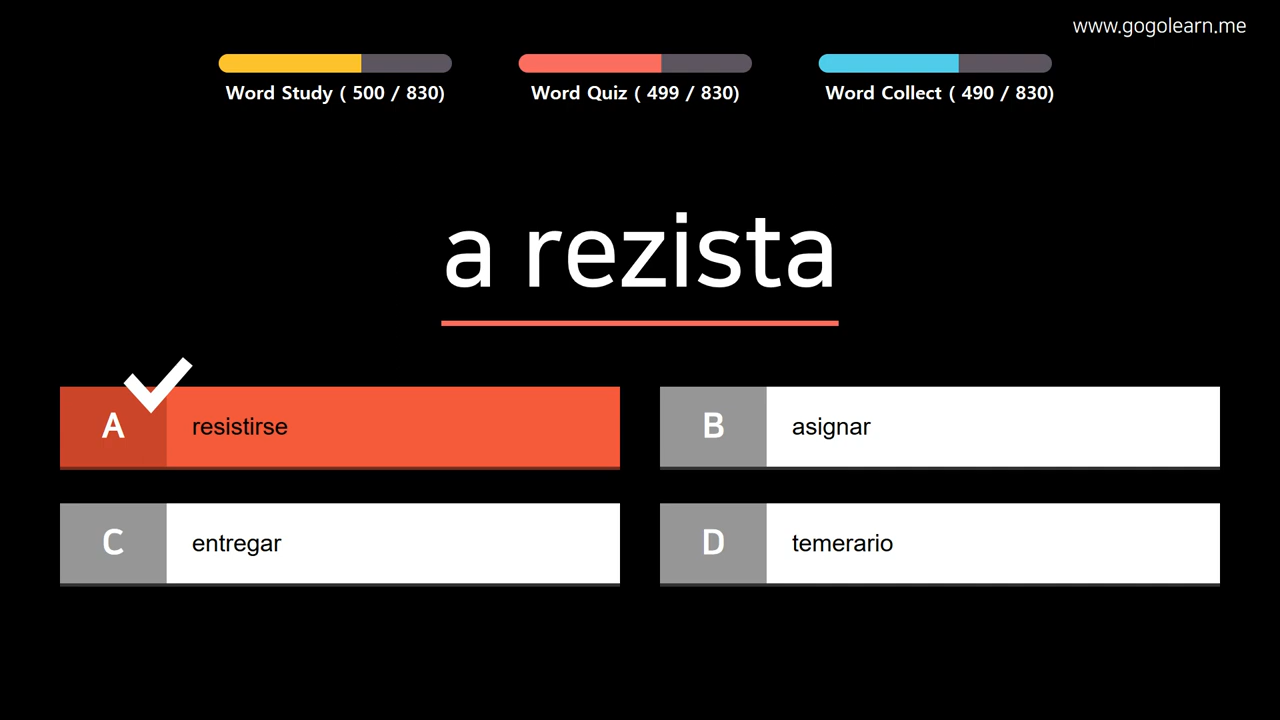 www.gogolearn.me
Word Study ( 500 / 830)
Word Quiz ( 499 / 830)
Word Collect ( 490 / 830)
a rezista
A
resistirse
B
asignar
C
entregar
D
temerario